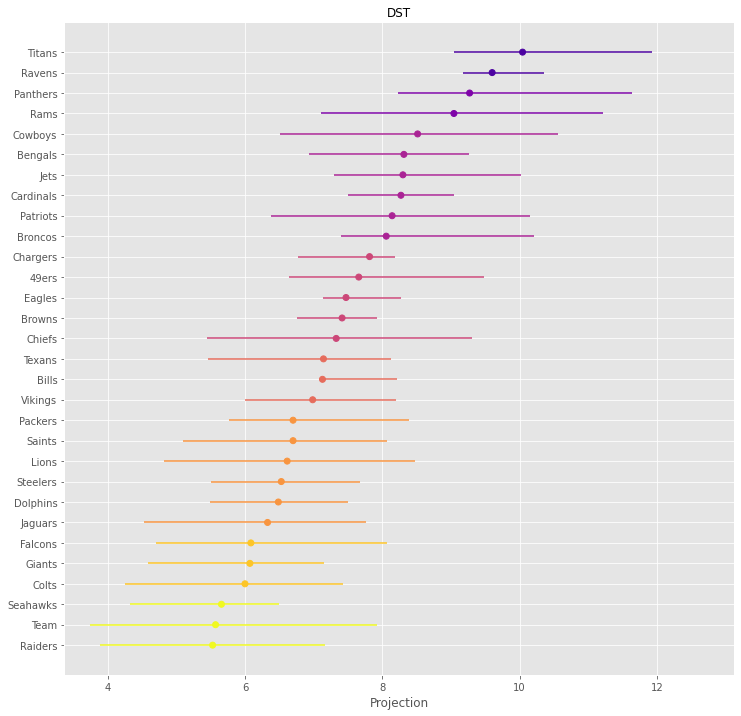 DST
Titans
Ravens
Panthers
Rams
Cowboys
Bengals
Jets
Cardinals
Patriots
Broncos
Chargers
49ers
Eagles
Browns
Chiefs
Texans
Bills
Vikings
Packers
Saints
Lions
Steelers
Dolphins
Jaguars
Falcons
Giants
Colts
Seahawks
Team
Raiders
4 6 8 10 12
Projection